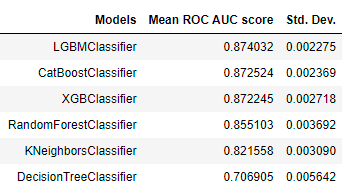 Models Mean ROC AUC score Std. Dev.
LGBMClassifier 0.874032 0.002275
CatBoostClassifier 0.872524 0.002369
XGBClassifier 0.872245 0.002718
RandomForestClassifier 0.855103 0.003692
KNeighborsClassifier 0.821558 0.003090
DecisionTreeClassifier 0.706905 0.005642